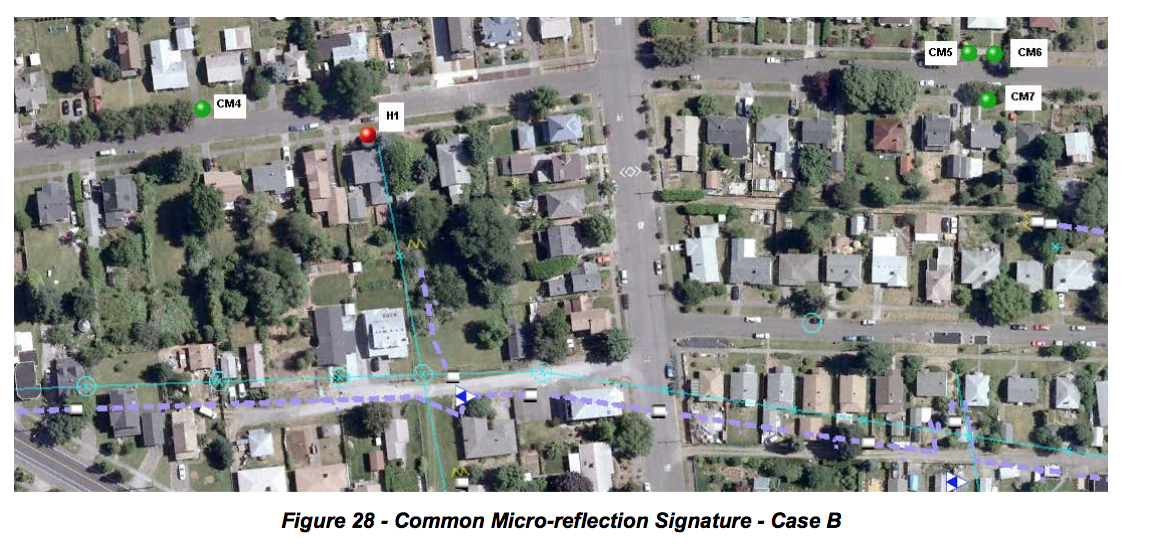 CM5
CM6
CM4
CM7
H1
Figure 28 - Common Micro-reflection Signature - Case B